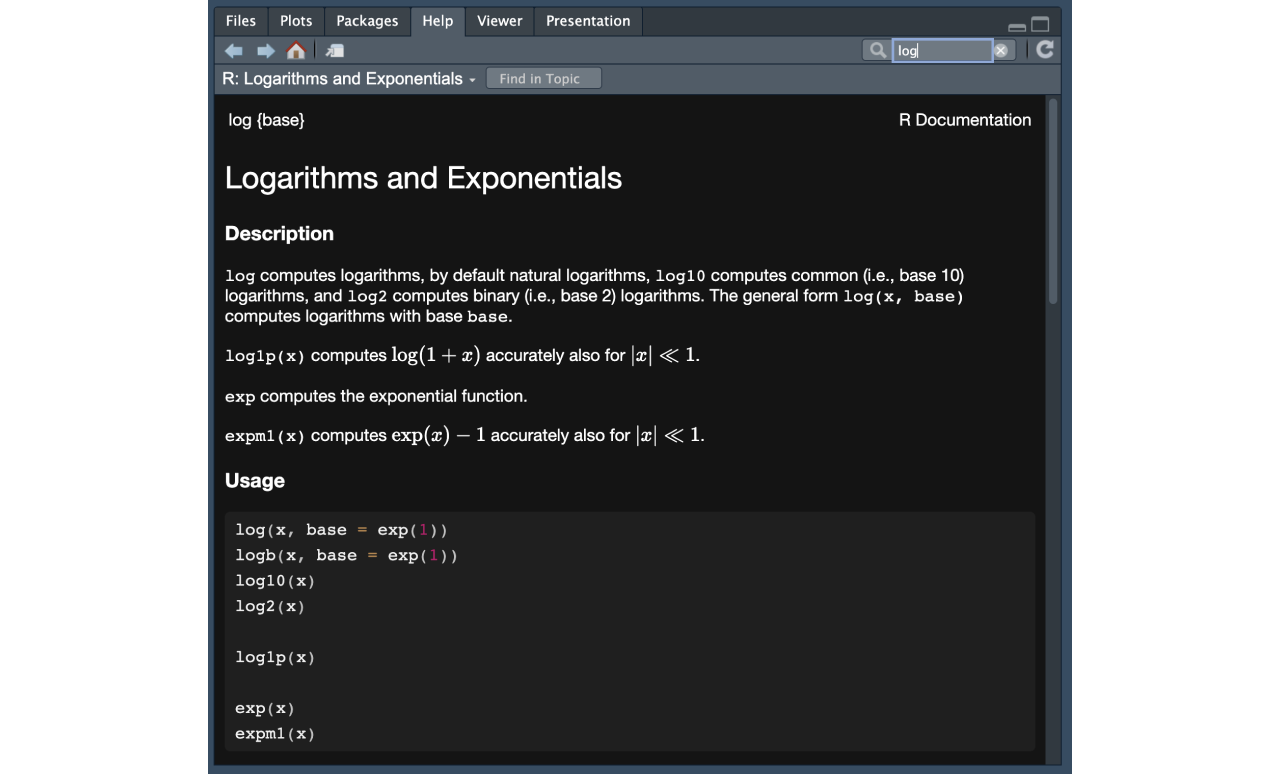 Files Plots Packages Help Viewer Presentation
log
R: Logarithms and Exponentials Find in Topic
log {base} R Documentation
Logarithms and Exponentials
Description
log computes logarithms, by default natural logarithms, log10 computes common (i.e., base 10)
logarithms, and log2 computes binary (i.e., base 2) logarithms. The general form log(x, base)
computes logarithms with base base.
log1p(x) computes log(1 + x) accurately also for |x| ≪ 1.
exp computes the exponential function.
expm1(x) computes exp(x) − 1 accurately also for |x| ≪ 1.
Usage
log(x, base = exp(1))
logb(x, base = exp(1))
log10(x)
log2(x)
log1p(x)
exp(x)
expm1(x)